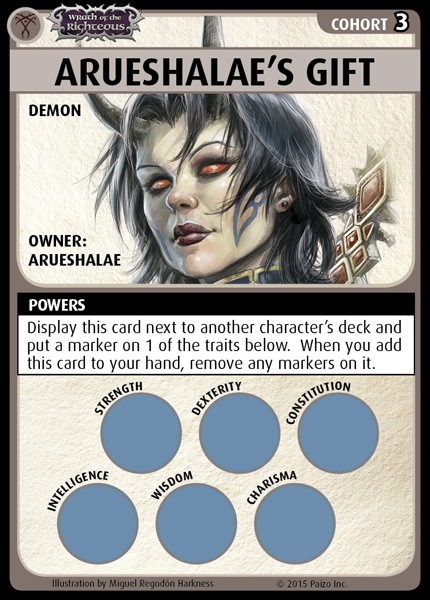 Wrath of the
Righteous
COHORT 3
ARUESHALAE'S GIFT
DEMON
OWNER:
ARUESHALAE
POWERS
Display this card next to another character's deck and
put a marker on 1 of the traits below. When you add
this card to your hand, remove any markers on it.
STRENGTH
DEXTERITY
CONSTITUTION
INTELLIGENCE
WISDOM
CHARISMA
Illustration by Miguel Regodón Harkness
© 2015 Paizo Inc.